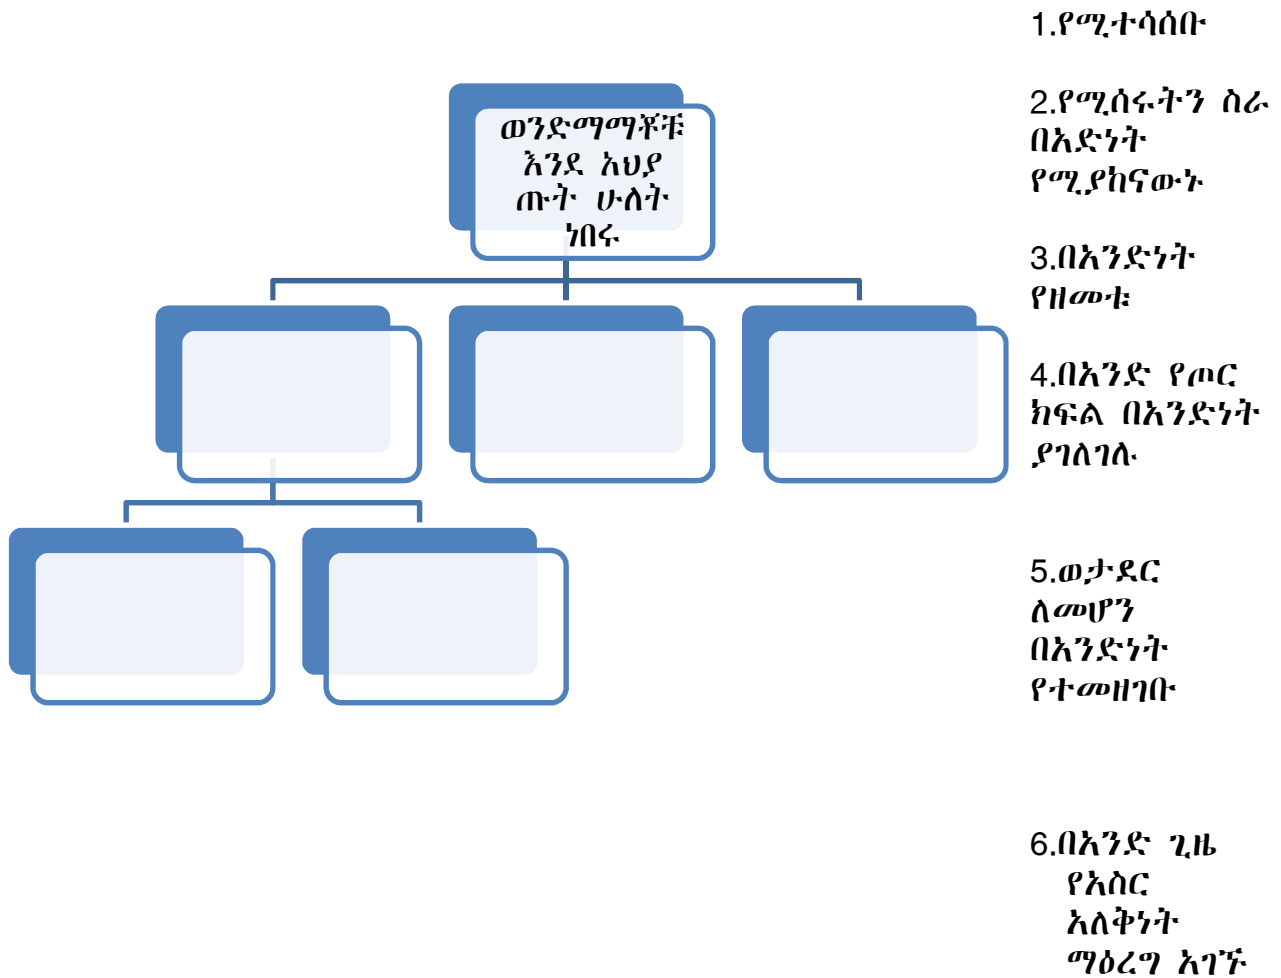 1.የሚተሳሰቡ
ወንድማማቾቹ
እንደ አህያ
ጡት ሁለት
ነበሩ
2.የሚሰሩትን ስራ
በአድነት
የሚያከናውኑ
3.በአንድነት
የዘመቱ
4.በአንድ የጦር
ክፍል በአንድነት
ያገለገሉ
5.ወታደር
ለመሆን
በአንድነት
የተመዘገቡ
6.በአንድ ጊዜ
የአስር
አለቅነት
ማዕረግ አገኙ